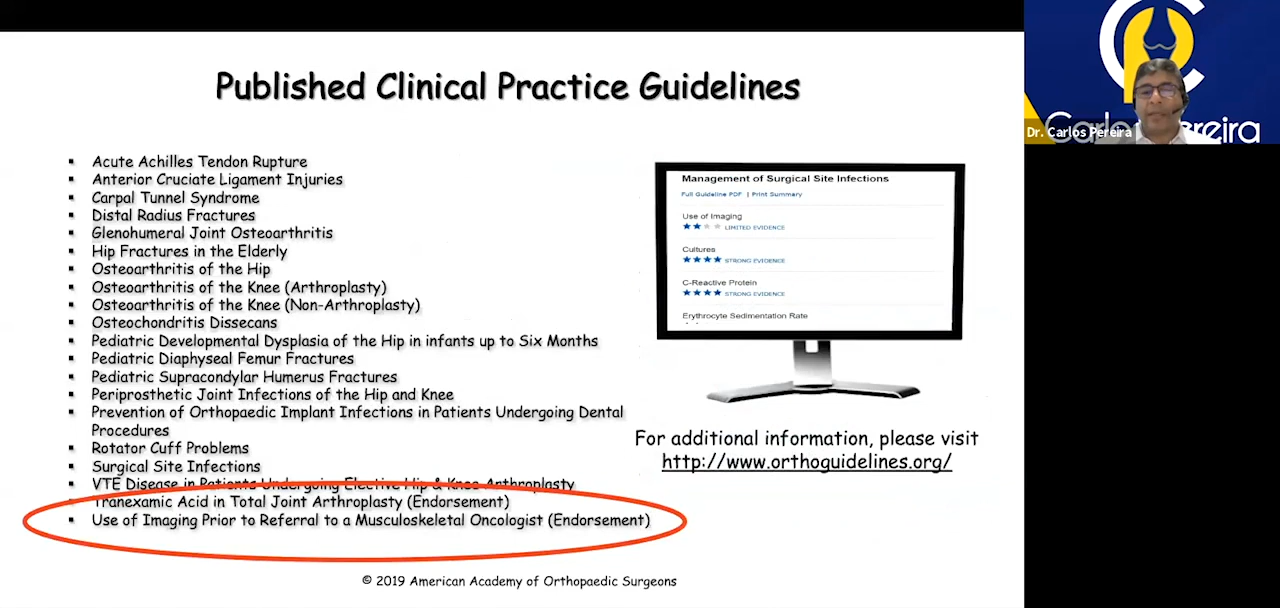 Published Clinical Practice Guidelines
▪ Acute Achilles Tendon Rupture
▪ Anterior Cruciate Ligament Injuries
▪ Carpal Tunnel Syndrome
▪ Distal Radius Fractures
▪ Glenohumeral Joint Osteoarthritis
▪ Hip Fractures in the Elderly
▪ Osteoarthritis of the Hip
▪ Osteoarthritis of the Knee (Arthroplasty)
▪ Osteoarthritis of the Knee (Non-Arthroplasty)
▪ Osteochondritis Dissecans
▪ Pediatric Developmental Dysplasia of the Hip in infants up to Six Months
▪ Pediatric Diaphyseal Femur Fractures
▪ Pediatric Supracondylar Humerus Fractures
▪ Periprosthetic Joint Infections of the Hip and Knee
▪ Prevention of Orthopaedic Implant Infections in Patients Undergoing Dental
Procedures
▪ Rotator Cuff Problems
▪ Surgical Site Infections
▪ VTE Disease in Patients Undergoing Elective Hip & Knee Arthroplasty
▪ Tranexamic Acid in Total Joint Arthroplasty (Endorsement)
▪ Use of Imaging Prior to Referral to a Musculoskeletal Oncologist (Endorsement)
Management of Surgical Site Infections
Full Guideline PDF | Print Summary
Use of Imaging
★★★★ LIMITED EVIDENCE
Cultures
★★★★ STRONG EVIDENCE
C-Reactive Protein
★★★★ STRONG EVIDENCE
Erythrocyte Sedimentation Rate
For additional information, please visit
http://www.orthoguidelines.org/
© 2019 American Academy of Orthopaedic Surgeons
Dr. Carlos Pereira